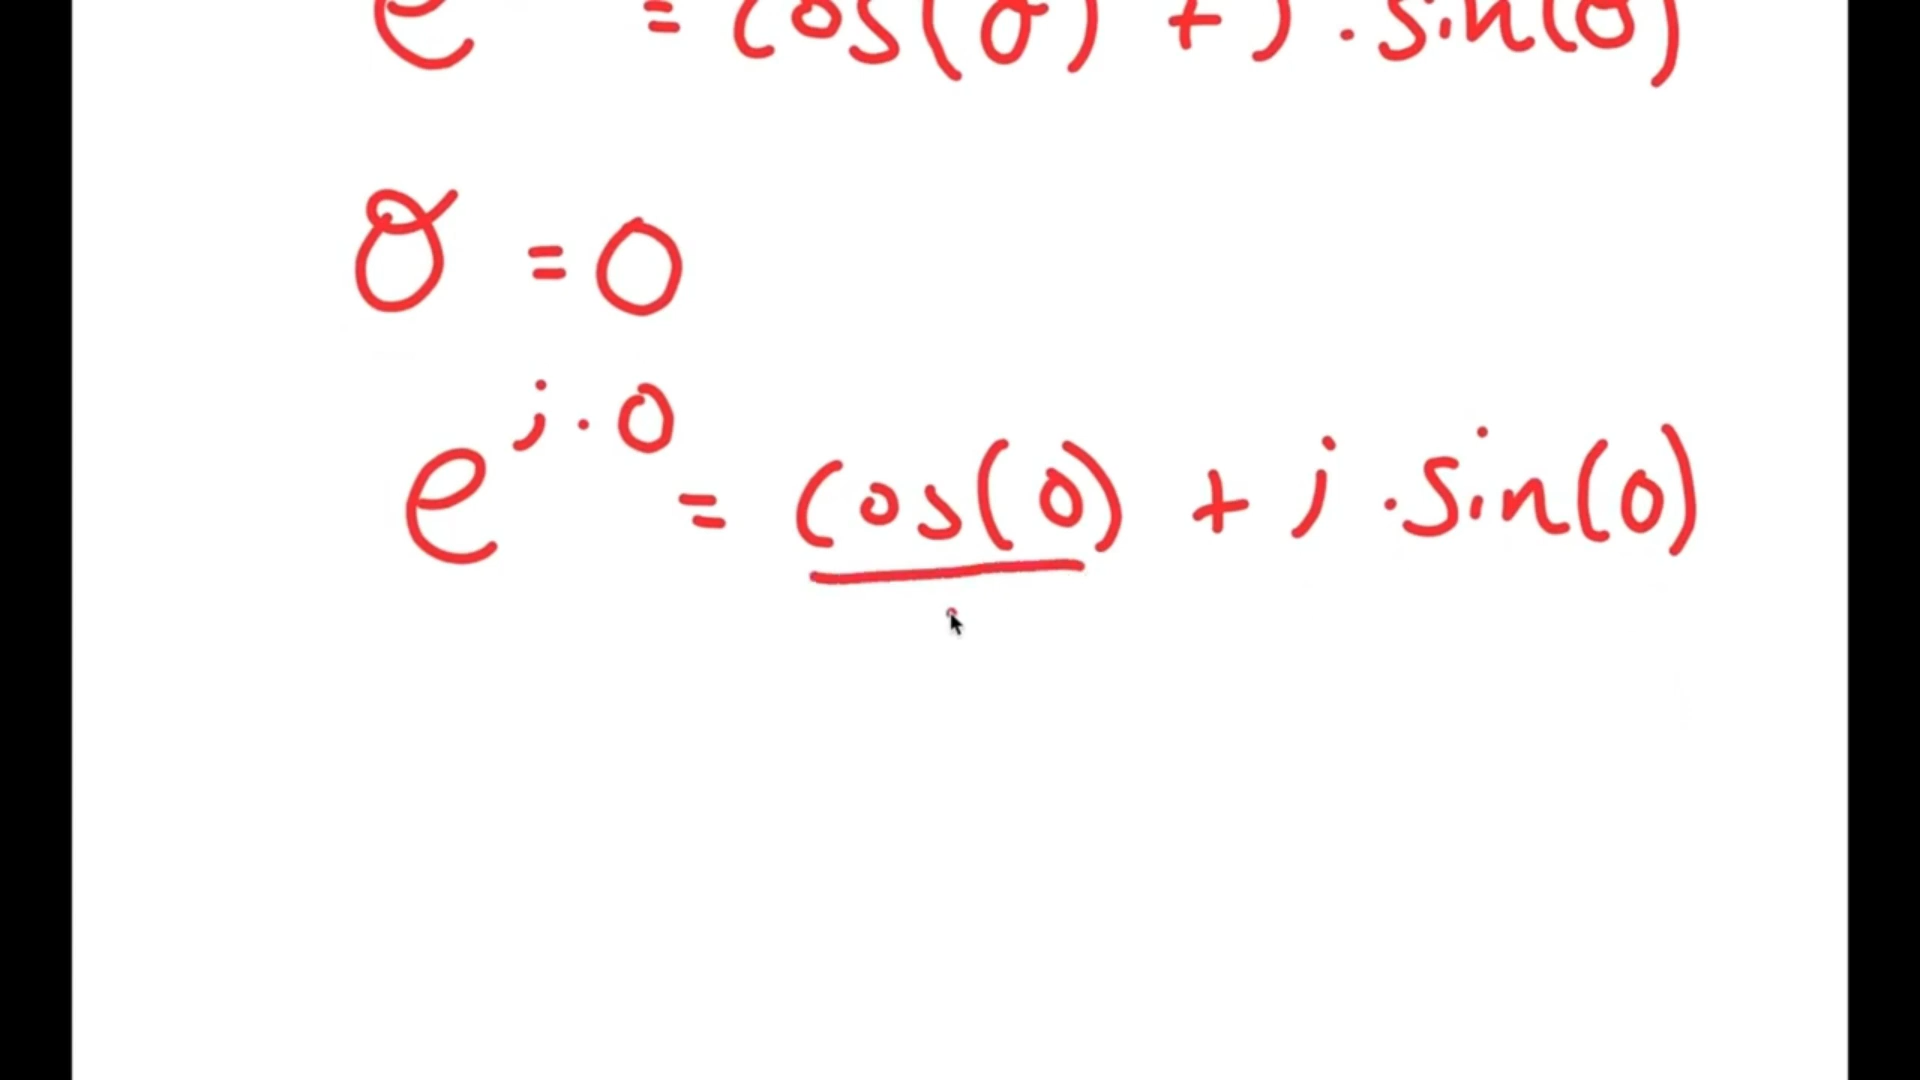 e = cos(σ) + j · sin(σ)
σ = 0
e^{j·0} = cos(0) + j · sin(0)